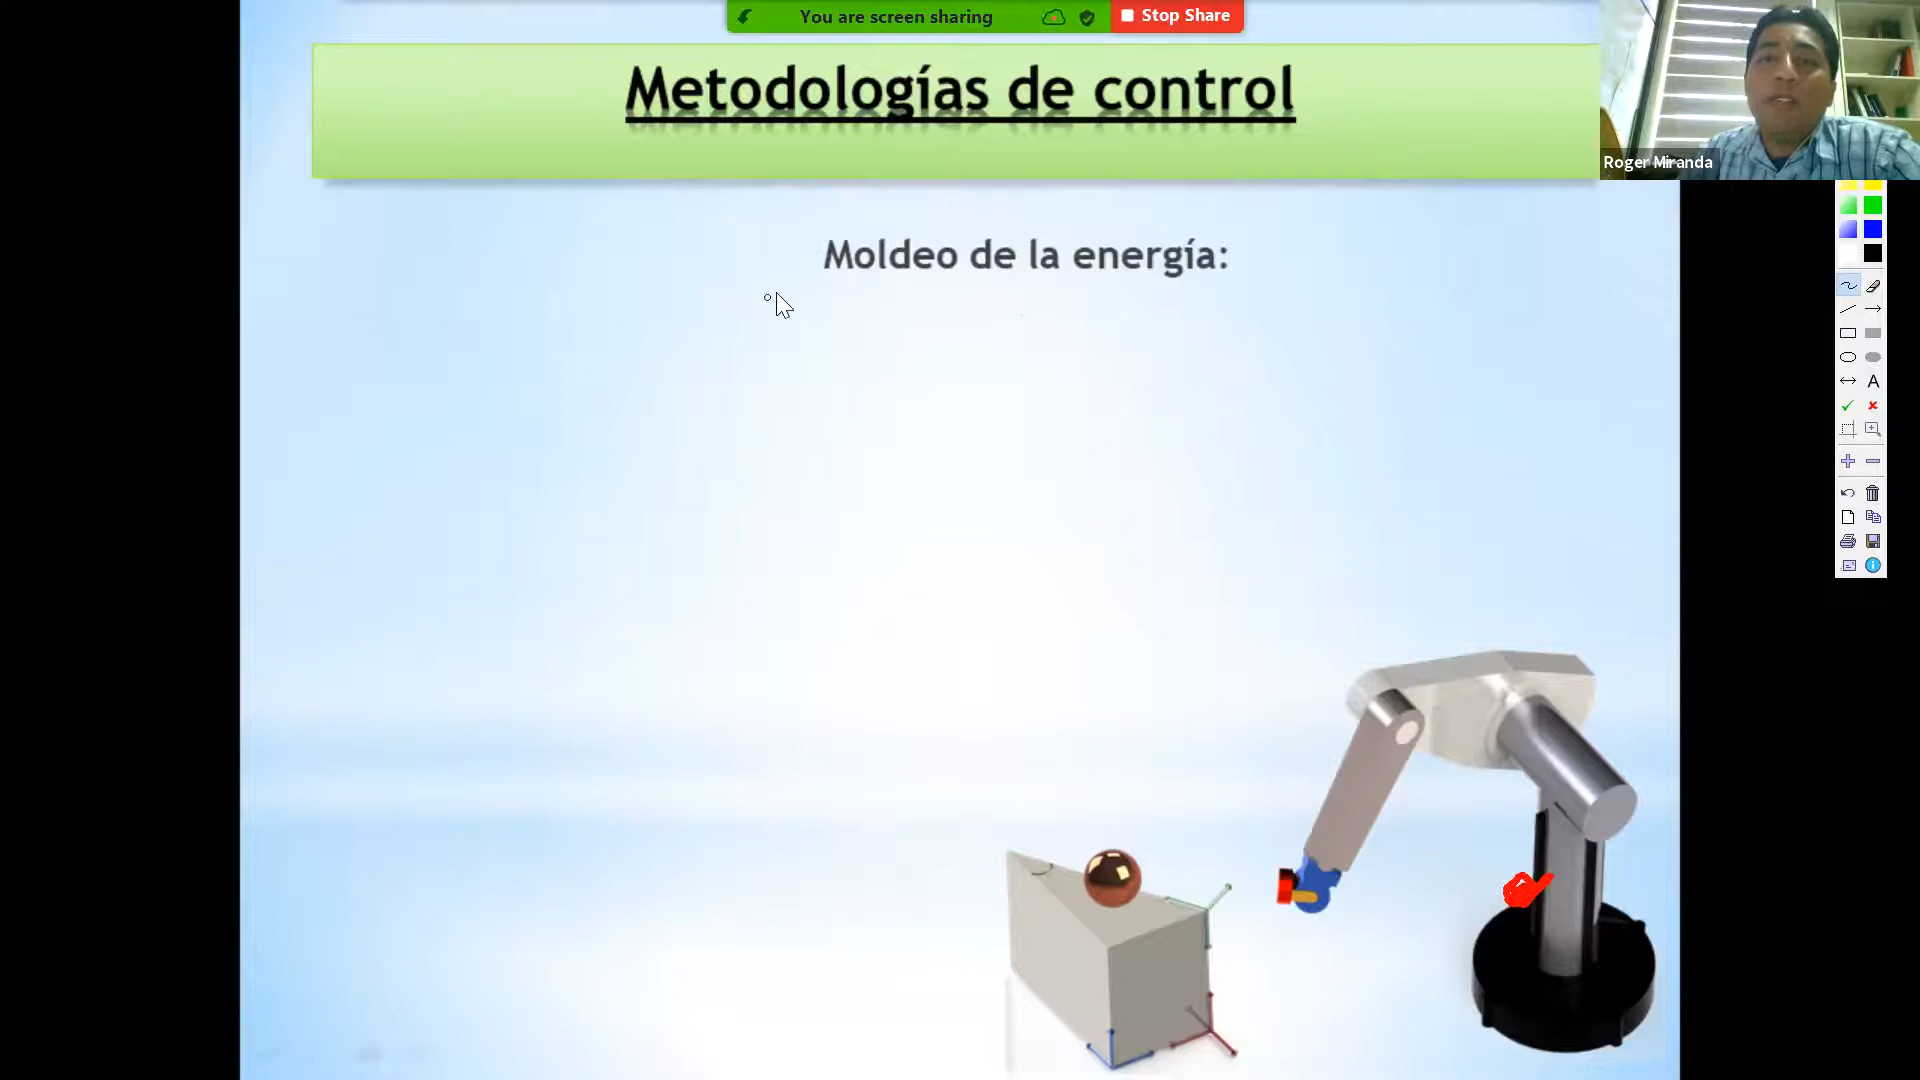 You are screen sharing
Stop Share
Metodologías de control
Roger Miranda
Moldeo de la energía:
A